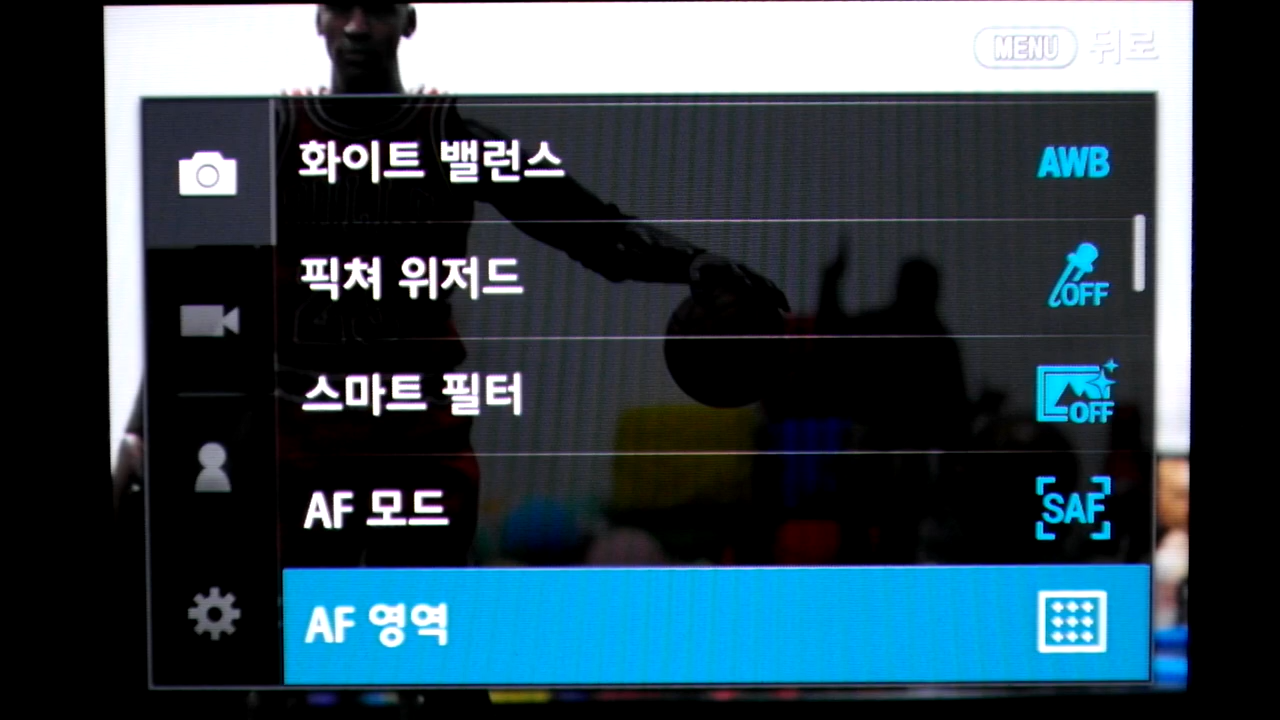 MENU 뒤로
화이트 밸런스 AWB
픽쳐 위저드 OFF
스마트 필터 OFF
AF 모드 SAF
AF 영역